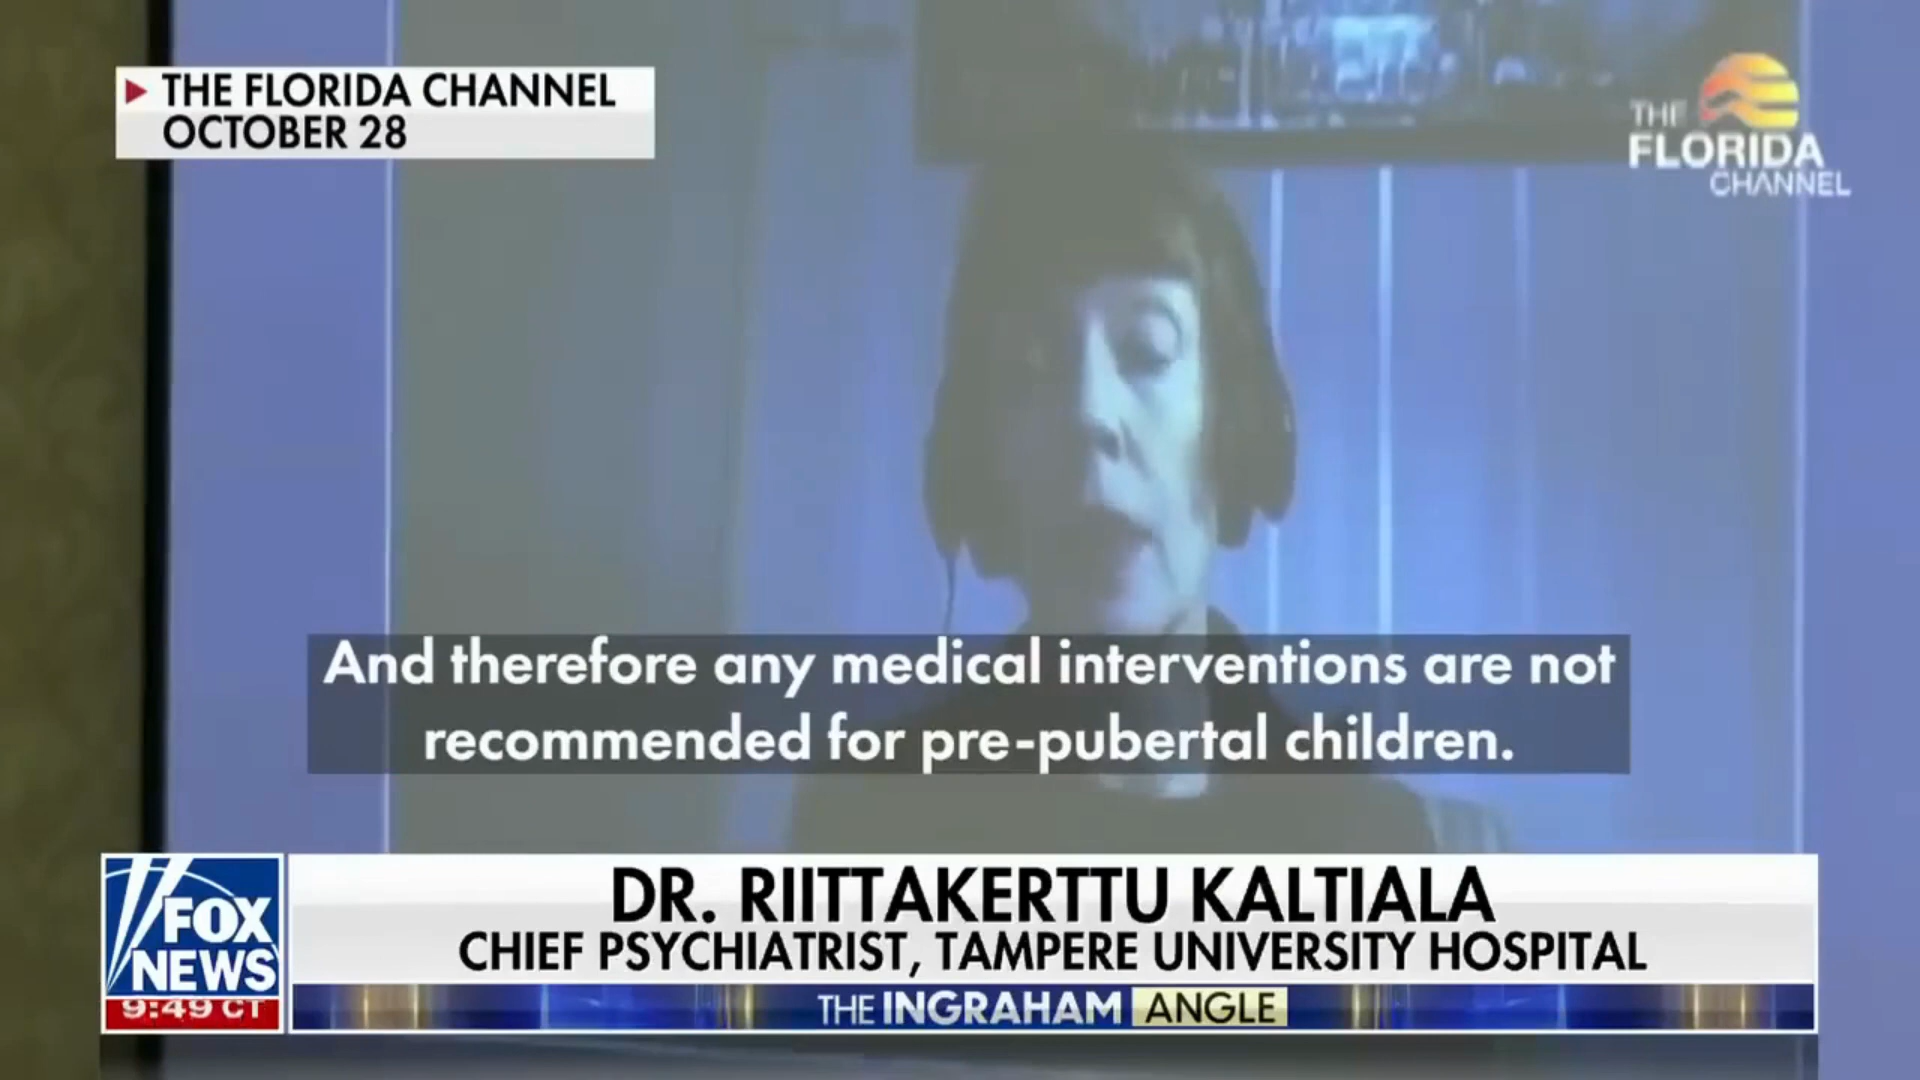 THE FLORIDA CHANNEL
OCTOBER 28
THE
FLORIDA
CHANNEL
And therefore any medical interventions are not
recommended for pre-pubertal children.
DR. RIITTAKERTTU KALTIALA
CHIEF PSYCHIATRIST, TAMPERE UNIVERSITY HOSPITAL
FOX
NEWS
9:49 CT
THE INGRAHAM ANGLE